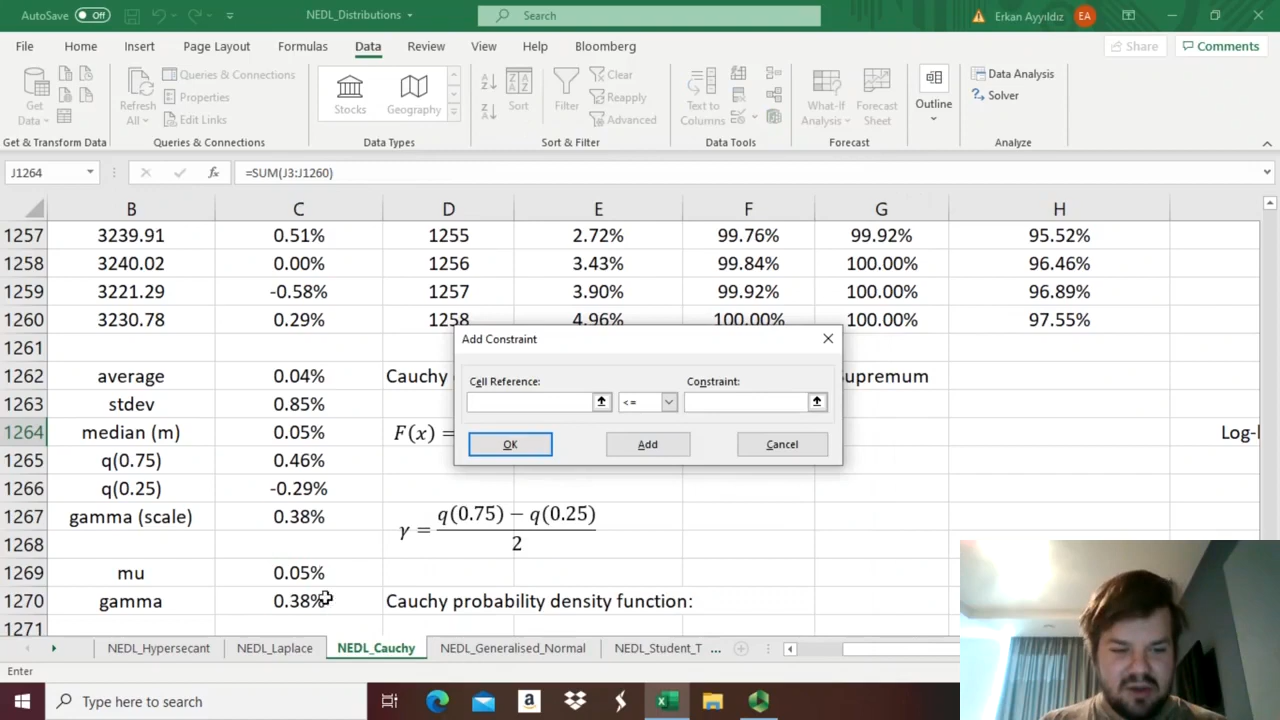 AutoSave Off NEDL_Distributions Search Erkan Ayyıldız EA
File Home Insert Page Layout Formulas Data Review View Help Bloomberg Share Comments
Get Data Refresh All Queries & Connections Properties Edit Links Stocks Geography Sort Filter Clear Reapply Advanced Text to Columns What-If Analysis Forecast Sheet Outline Data Analysis Solver
Get & Transform Data Queries & Connections Data Types Sort & Filter Data Tools Forecast Analyze
J1264 fx =SUM(J3:J1260)
B C D E F G H
1257 3239.91 0.51% 1255 2.72% 99.76% 99.92% 95.52%
1258 3240.02 0.00% 1256 3.43% 99.84% 100.00% 96.46%
1259 3221.29 -0.58% 1257 3.90% 99.92% 100.00% 96.89%
1260 3230.78 0.29% 1258 4.96% 100.00% 100.00% 97.55%
Add Constraint
1261
1262 average 0.04% Cauchy Supremum
Cell Reference: Constraint:
1263 stdev 0.85%
<=
1264 median (m) 0.05% F(x) = Log-l
OK Add Cancel
1265 q(0.75) 0.46%
1266 q(0.25) -0.29%
1267 gamma (scale) 0.38% γ = q(0.75) − q(0.25)
1268 2
1269 mu 0.05%
1270 gamma 0.38% Cauchy probability density function:
1271
NEDL_Hypersecant NEDL_Laplace NEDL_Cauchy NEDL_Generalised_Normal NEDL_Student_T ...
Enter
Type here to search